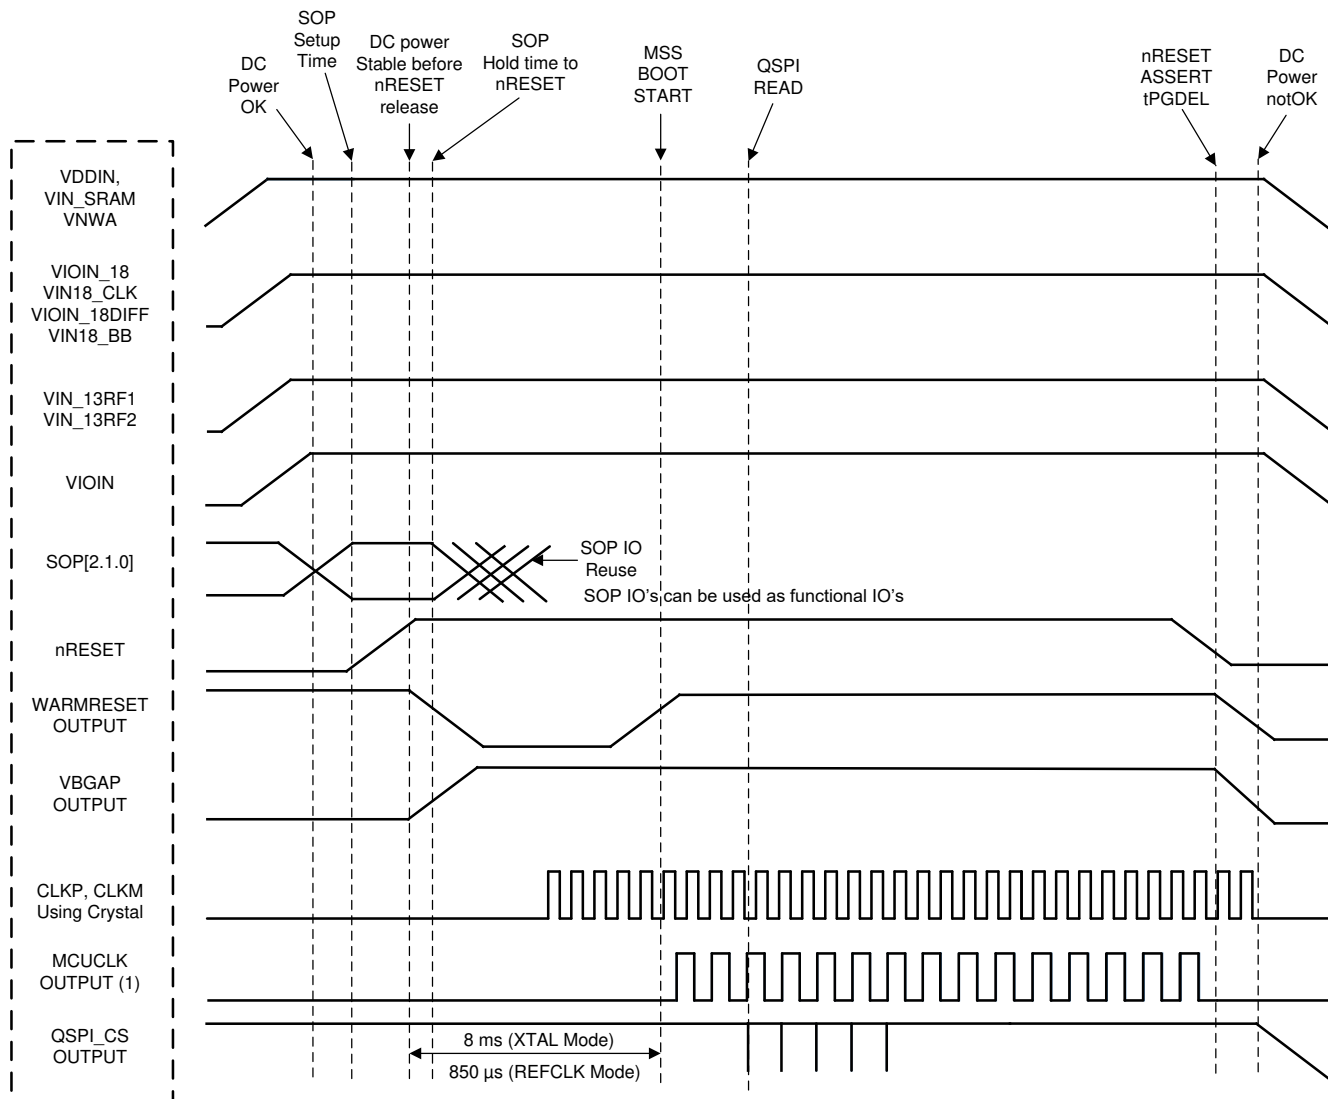 SOP
Setup
Time
DC
Power
OK
DC power
Stable before
nRESET
release
SOP
Hold time to
nRESET
MSS
BOOT
START
QSPI
READ
nRESET
ASSERT
tPGDEL
DC
Power
notOK
VDDIN,
VIN_SRAM
VNWA
VIOIN_18
VIN18_CLK
VIOIN_18DIFF
VIN18_BB
VIN_13RF1
VIN_13RF2
VIOIN
SOP[2.1.0]
SOP IO
Reuse
SOP IO's can be used as functional IO's
nRESET
WARMRESET
OUTPUT
VBGAP
OUTPUT
CLKP, CLKM
Using Crystal
MCUCLK
OUTPUT (1)
QSPI_CS
OUTPUT
8 ms (XTAL Mode)
850 µs (REFCLK Mode)